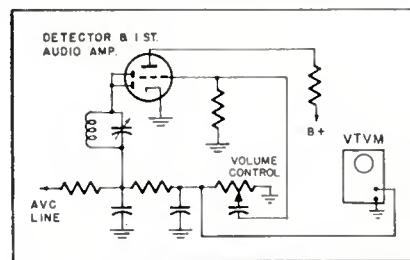 DETECTOR & 1 ST.
AUDIO AMP.
B+
VTVM
VOLUME
CONTROL
AVC
LINE